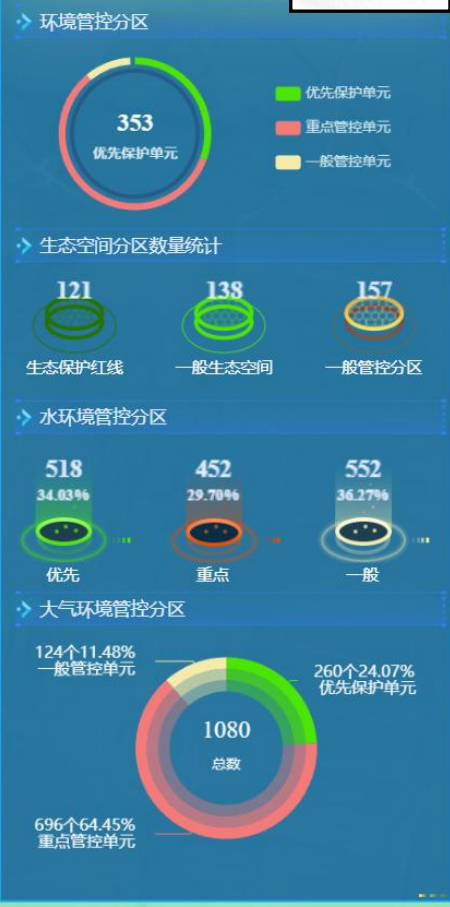 环境管控分区
353
优先保护单元
优先保护单元
重点管控单元
一般管控单元
生态空间分区数量统计
121
138
157
生态保护红线
一般生态空间
一般管控分区
水环境管控分区
518
452
552
34.03%
29.70%
36.27%
优先
重点
一般
大气环境管控分区
124个11.48%
一般管控单元
260个24.07%
优先保护单元
1080
总数
696个64.45%
重点管控单元